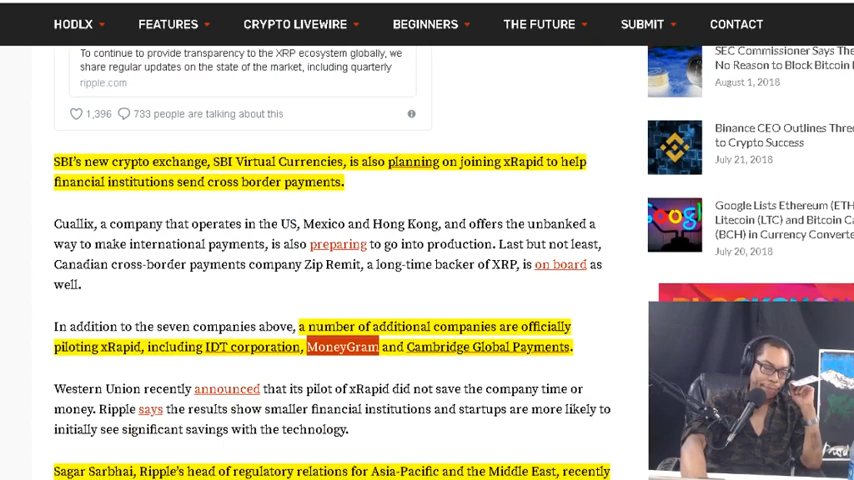 HODLX
FEATURES
CRYPTO LIVEWIRE
BEGINNERS
THE FUTURE
SUBMIT
CONTACT
To continue to provide transparency to the XRP ecosystem globally, we
share regular updates on the state of the market, including quarterly
ripple.com
1,396 733 people are talking about this
SBI's new crypto exchange, SBI Virtual Currencies, is also planning on joining xRapid to help
financial institutions send cross border payments.
Cuallix, a company that operates in the US, Mexico and Hong Kong, and offers the unbanked a
way to make international payments, is also preparing to go into production. Last but not least,
Canadian cross-border payments company Zip Remit, a long-time backer of XRP, is on board as
well.
In addition to the seven companies above, a number of additional companies are officially
piloting xRapid, including IDT corporation, MoneyGram and Cambridge Global Payments.
Western Union recently announced that its pilot of xRapid did not save the company time or
money. Ripple says the results show smaller financial institutions and startups are more likely to
initially see significant savings with the technology.
Sagar Sarbhai, Ripple's head of regulatory relations for Asia-Pacific and the Middle East, recently
SEC Commissioner Says The
No Reason to Block Bitcoin
August 1, 2018
Binance CEO Outlines Thre
to Crypto Success
July 21, 2018
Google Lists Ethereum (ETH
Litecoin (LTC) and Bitcoin Ca
(BCH) in Currency Converte
July 20, 2018